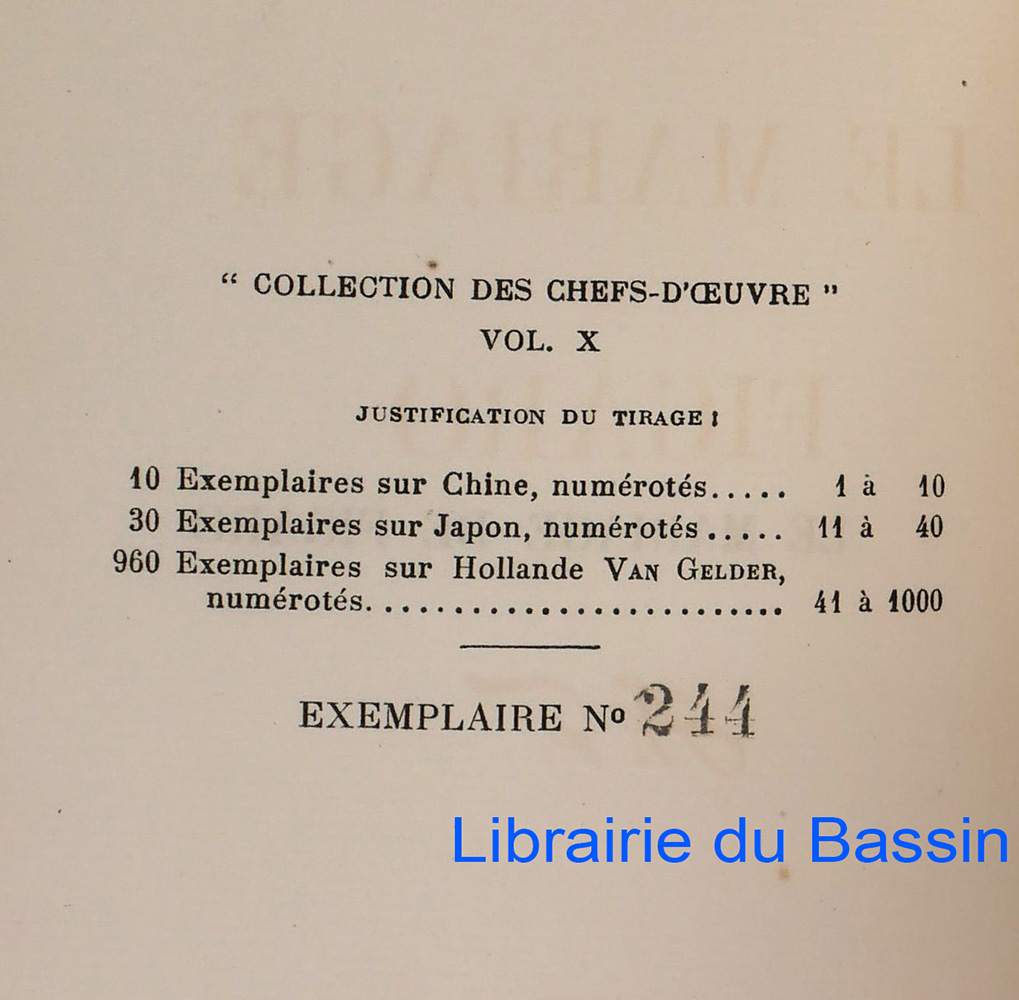 “ COLLECTION DES CHEFS-D'ŒUVRE ”
VOL. X
JUSTIFICATION DU TIRAGE :
10 Exemplaires sur Chine, numérotés..... 1 à 10
30 Exemplaires sur Japon, numérotés ..... 11 à 40
960 Exemplaires sur Hollande VAN GELDER,
numérotés......................... 41 à 1000
EXEMPLAIRE Nº 244
Librairie du Bassin